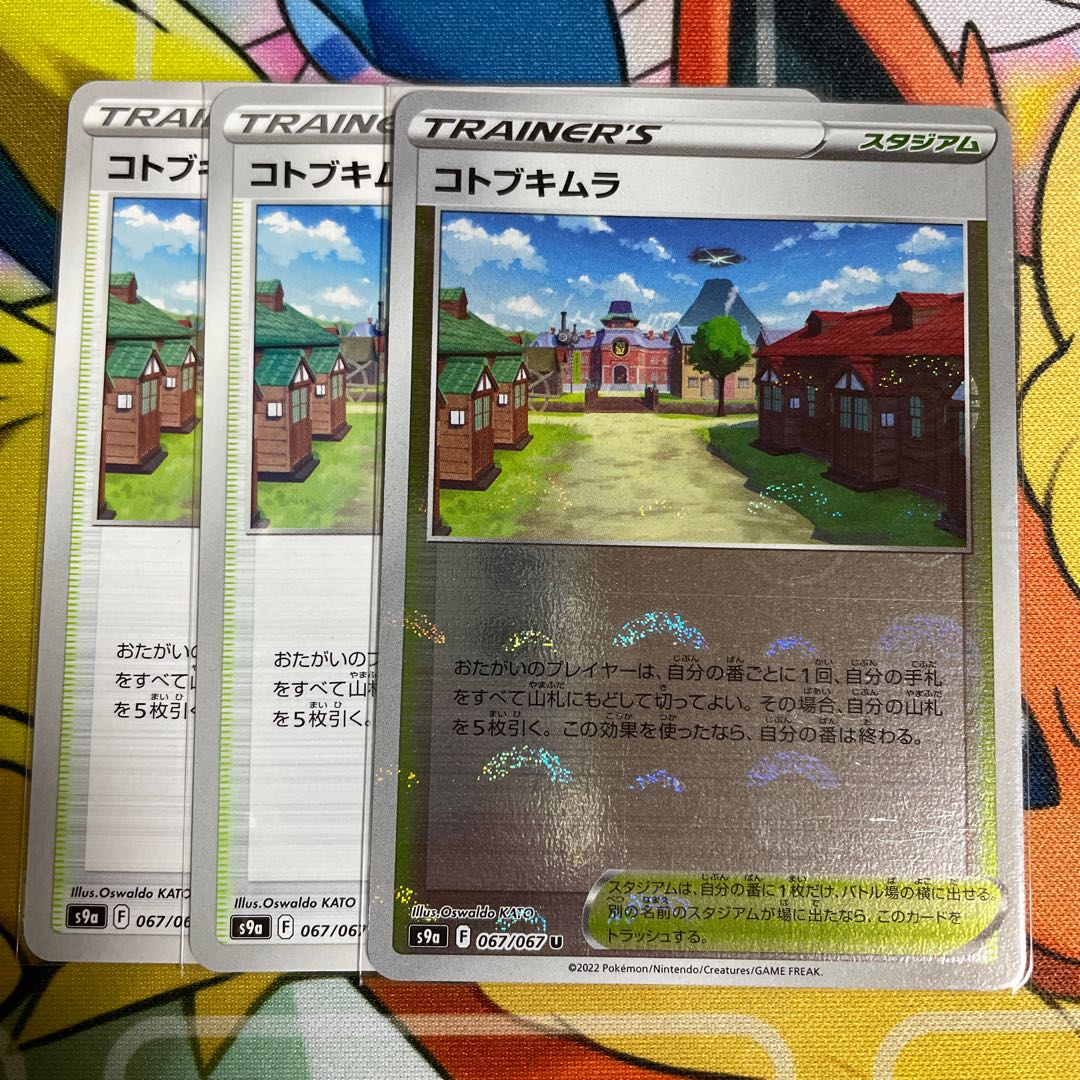 TRAINER'S スタジアム
コトブキムラ
おたがいのプレイヤーは、自分の番ごとに1回、自分の手札
をすべて山札にもどして切ってよい。その場合、自分の山札
を5枚引く。この効果を使ったなら、自分の番は終わる。
Illus.Oswaldo KATO
スタジアムは、自分の番に1枚だけ、バトル場の横に出せる。
別の名前のスタジアムが場に出たなら、このカードを
トラッシュする。
s9a F 067/067 U
©2022 Pokémon/Nintendo/Creatures/GAME FREAK.
TRAINE
コトブキム
おたがいのプ
をすべて山
を5枚引く。
Illus.Oswaldo KATO
s9a F 067/067
TRAI
コトブキ
おたがいの
をすべて山
を5枚引く
Illus.Oswaldo KATO
s9a F 067/06